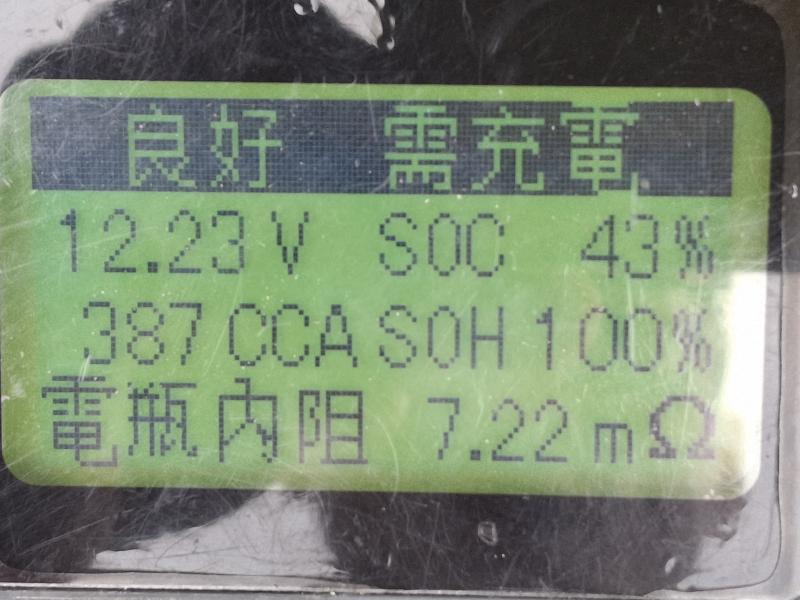 良好 需充電
12.23V SOC 43%
387CCA SOH 100%
電瓶內阻 7.22mΩ